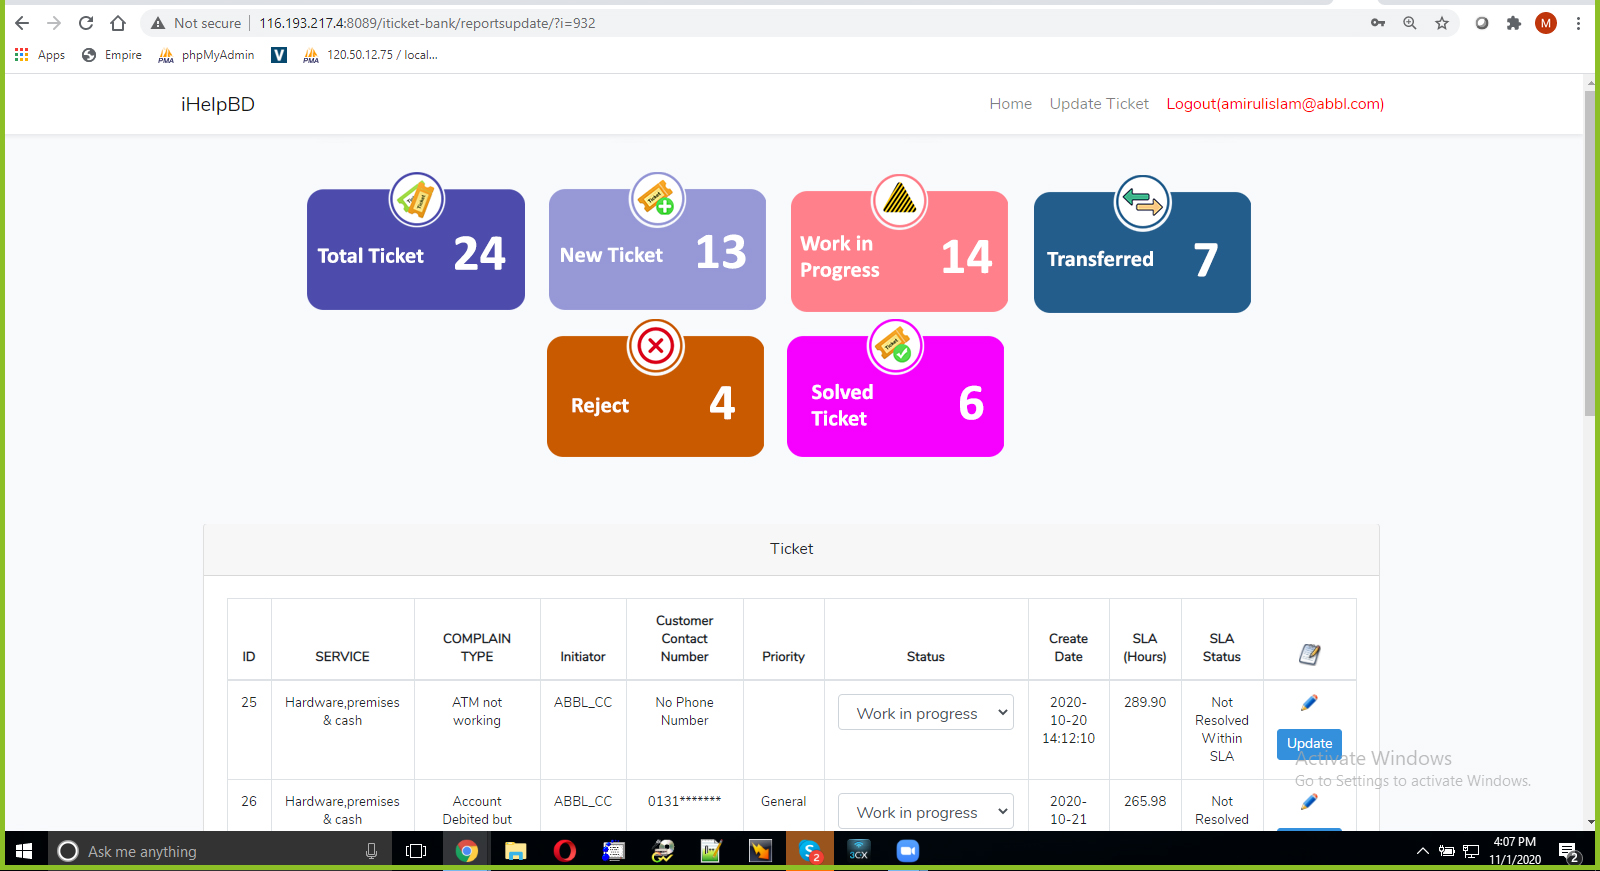 Not secure | 116.193.217.4:8089/iticket-bank/reportsupdate/?i=932
M
Apps Empire PMA phpMyAdmin V PMA 120.50.12.75 / local...
iHelpBD Home Update Ticket Logout(amirulislam@abbl.com)
Total Ticket 24
New Ticket 13
Work in
Progress 14
Transferred 7
Reject 4
Solved
Ticket 6
Ticket
ID SERVICE COMPLAIN TYPE Initiator Customer Contact Number Priority Status Create Date SLA (Hours) SLA Status
25 Hardware,premises & cash ATM not working ABBL_CC No Phone Number Work in progress 2020-10-20 14:12:10 289.90 Not Resolved Within SLA Update
26 Hardware,premises & cash Account Debited but ABBL_CC 0131******* General Work in progress 2020-10-21 265.98 Not Resolved
Activate Windows
Go to Settings to activate Windows.
Ask me anything
S 2
3CX
4:07 PM
11/1/2020
2